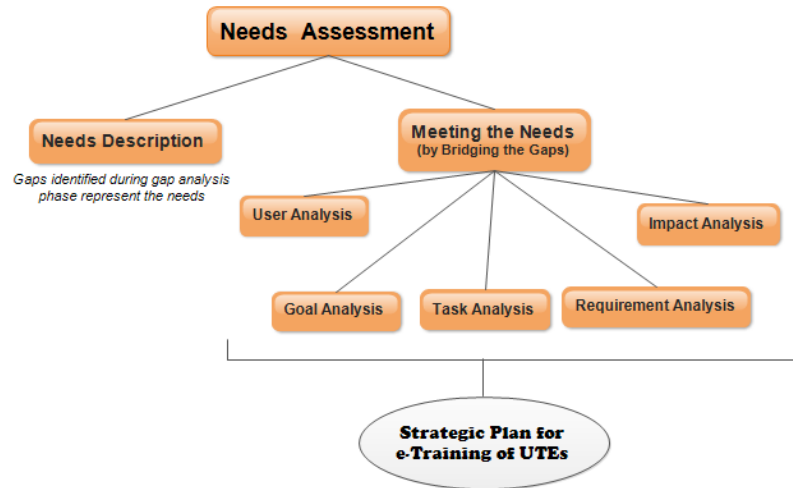 Needs Assessment
Needs Description
Gaps identified during gap analysis
phase represent the needs
Meeting the Needs
(by Bridging the Gaps)
User Analysis
Impact Analysis
Goal Analysis
Task Analysis
Requirement Analysis
Strategic Plan for
e-Training of UTEs